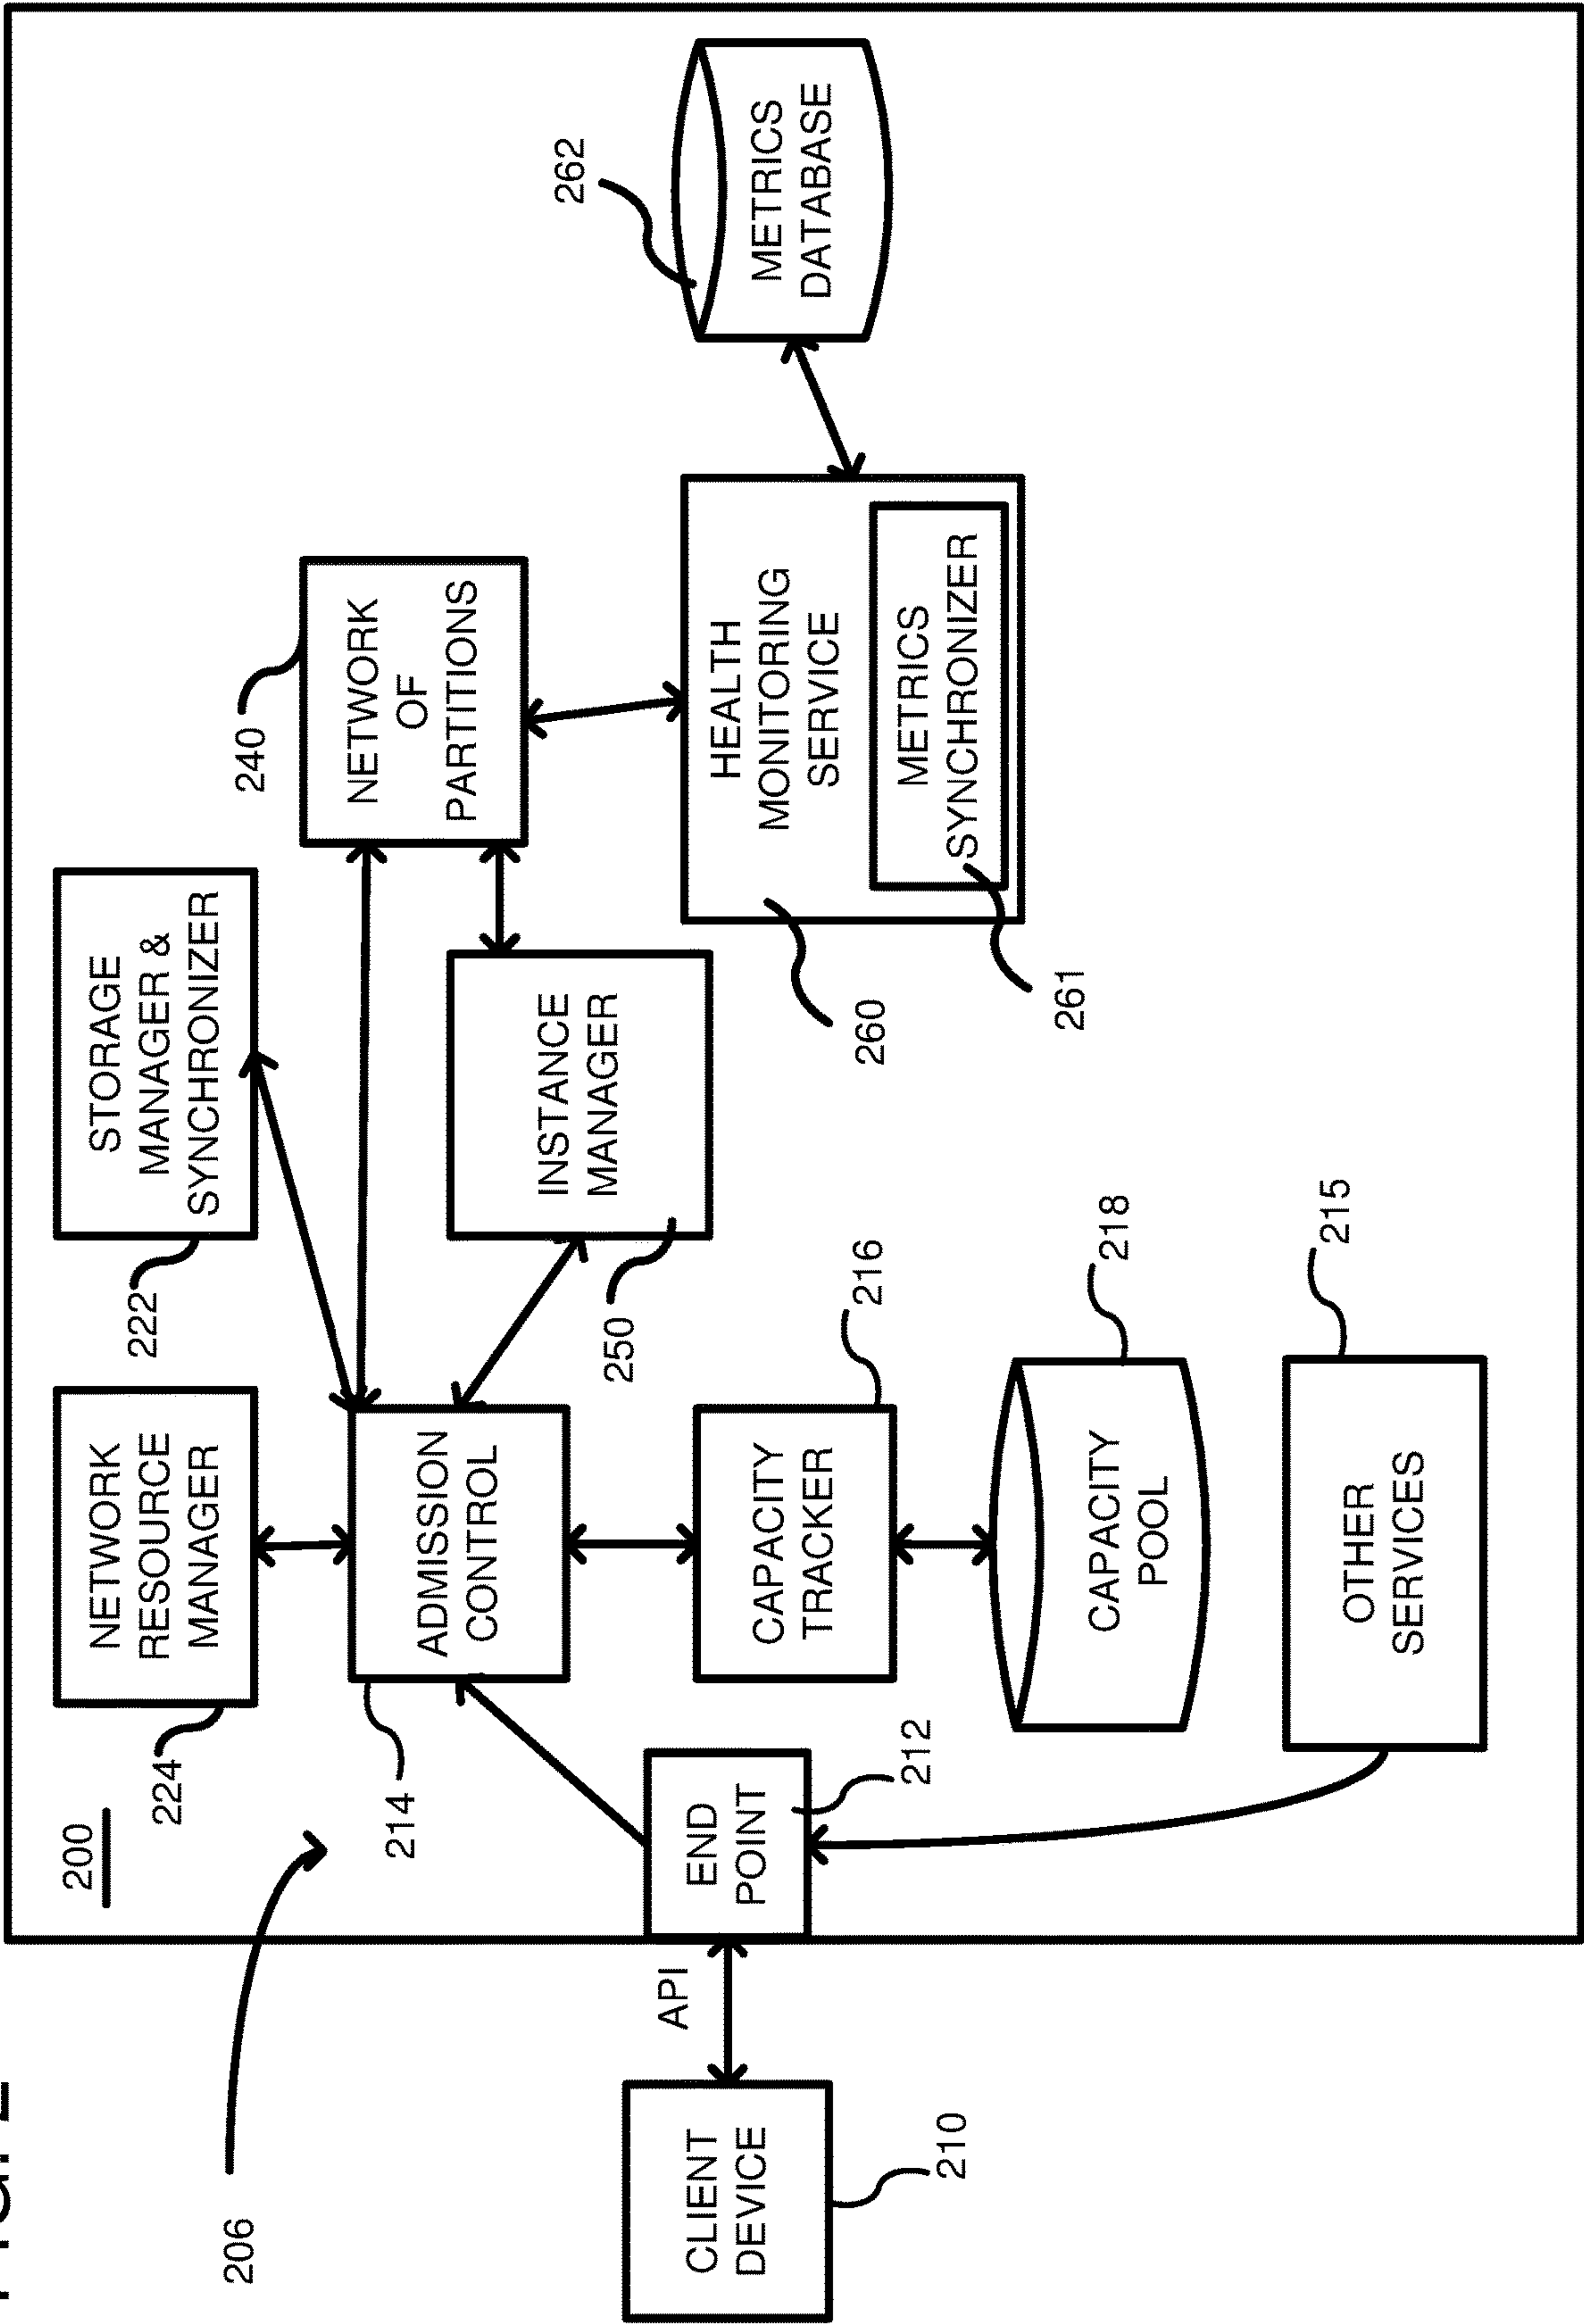 200
224
NETWORK
RESOURCE
MANAGER
222
STORAGE
MANAGER &
SYNCHRONIZER
206
240
NETWORK
OF
PARTITIONS
214
ADMISSION
CONTROL
250
INSTANCE
MANAGER
262
METRICS
DATABASE
API
CLIENT
DEVICE
210
END
POINT
212
CAPACITY
TRACKER
216
HEALTH
MONITORING
SERVICE
260
METRICS
SYNCHRONIZER
261
CAPACITY
POOL
218
OTHER
SERVICES
215